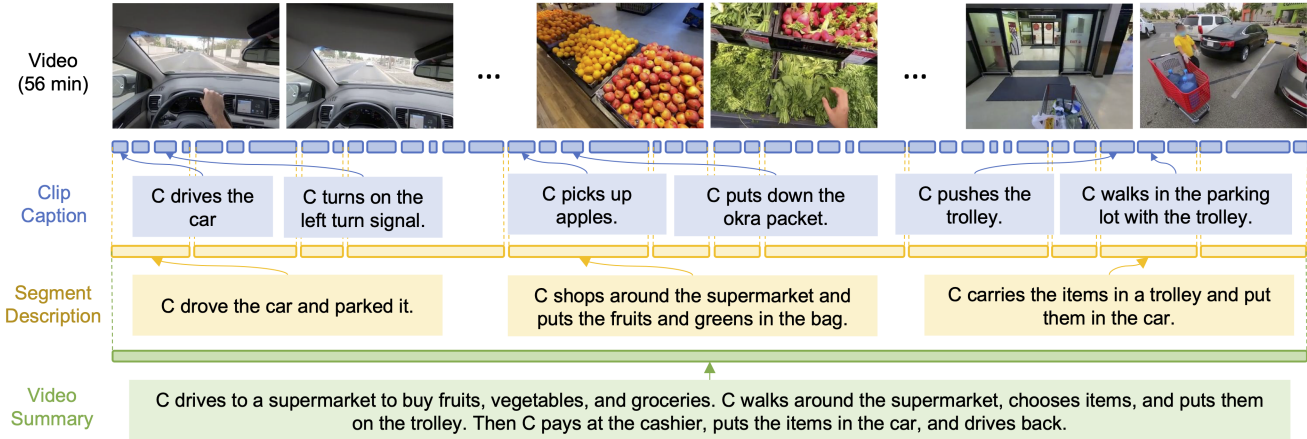 Video
(56 min)
...
...
Clip
Caption
C drives the
car
C turns on the
left turn signal.
C picks up
apples.
C puts down the
okra packet.
C pushes the
trolley.
C walks in the parking
lot with the trolley.
Segment
Description
C drove the car and parked it.
C shops around the supermarket and
puts the fruits and greens in the bag.
C carries the items in a trolley and put
them in the car.
Video
Summary
C drives to a supermarket to buy fruits, vegetables, and groceries. C walks around the supermarket, chooses items, and puts them
on the trolley. Then C pays at the cashier, puts the items in the car, and drives back.